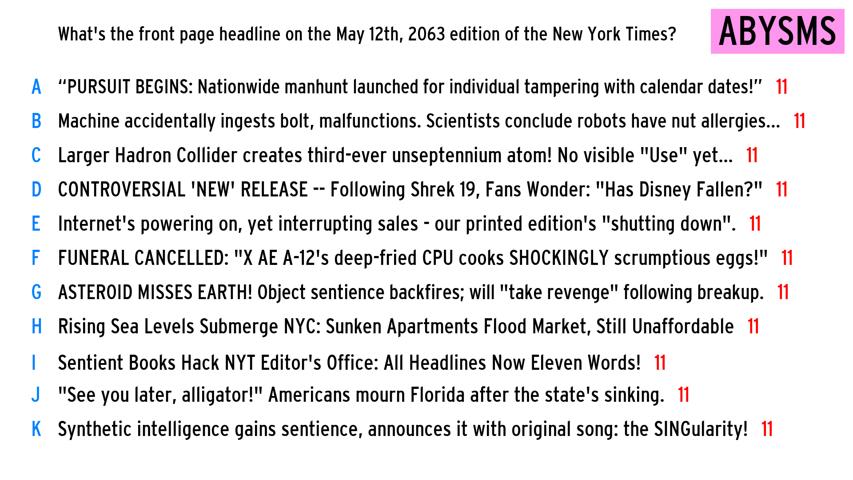 What's the front page headline on the May 12th, 2063 edition of the New York Times? ABYSMS
A “PURSUIT BEGINS: Nationwide manhunt launched for individual tampering with calendar dates!” 11
B Machine accidentally ingests bolt, malfunctions. Scientists conclude robots have nut allergies... 11
C Larger Hadron Collider creates third-ever unseptennium atom! No visible "Use" yet... 11
D CONTROVERSIAL 'NEW' RELEASE -- Following Shrek 19, Fans Wonder: "Has Disney Fallen?" 11
E Internet's powering on, yet interrupting sales - our printed edition's "shutting down". 11
F FUNERAL CANCELLED: "X AE A-12's deep-fried CPU cooks SHOCKINGLY scrumptious eggs!" 11
G ASTEROID MISSES EARTH! Object sentience backfires; will "take revenge" following breakup. 11
H Rising Sea Levels Submerge NYC: Sunken Apartments Flood Market, Still Unaffordable 11
I Sentient Books Hack NYT Editor's Office: All Headlines Now Eleven Words! 11
J "See you later, alligator!" Americans mourn Florida after the state's sinking. 11
K Synthetic intelligence gains sentience, announces it with original song: the SINGularity! 11